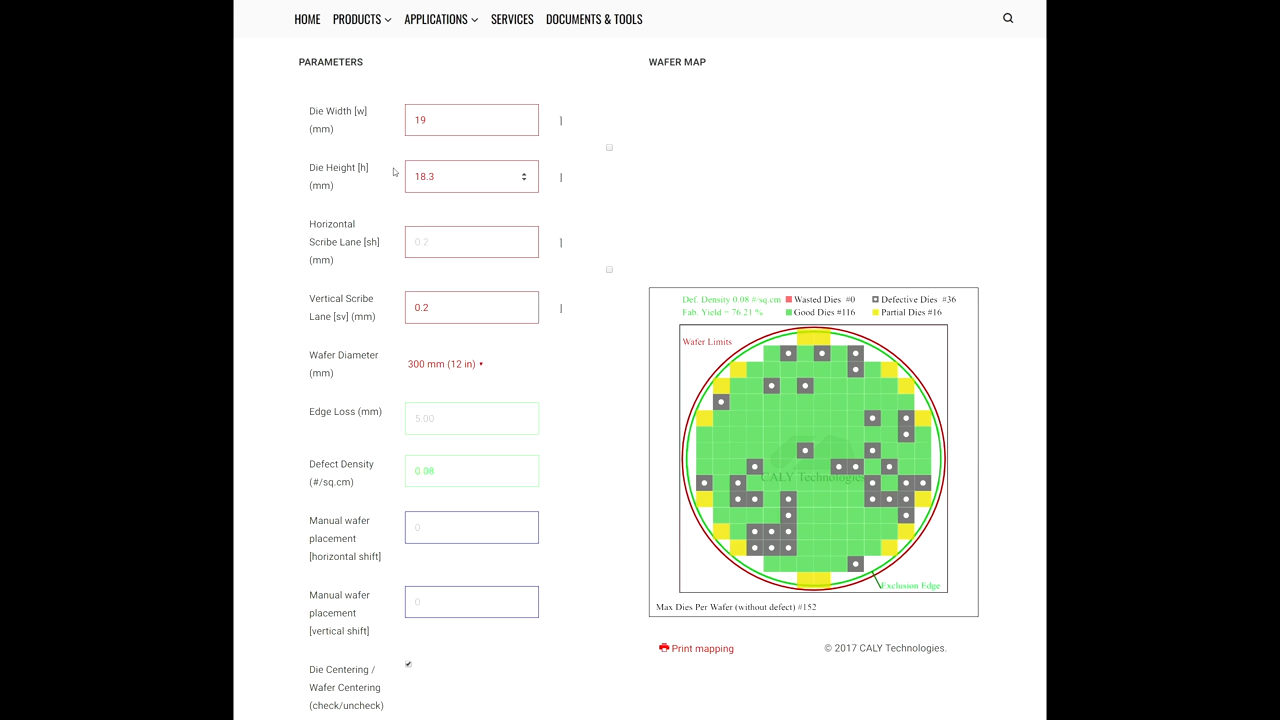 HOME PRODUCTS APPLICATIONS SERVICES DOCUMENTS & TOOLS
PARAMETERS
Die Width [w]
(mm)
19
Die Height [h]
(mm)
18.3
Horizontal
Scribe Lane [sh]
(mm)
0.2
Vertical Scribe
Lane [sv] (mm)
0.2
Wafer Diameter
(mm)
300 mm (12 in)
Edge Loss (mm)
5.00
Defect Density
(#/sq.cm)
0.08
Manual wafer
placement
[horizontal shift]
0
Manual wafer
placement
[vertical shift]
0
Die Centering /
Wafer Centering
(check/uncheck)
WAFER MAP
Def. Density 0.08 #/sq.cm Wasted Dies #0 Defective Dies #36
Fab. Yield = 76.21 % Good Dies #116 Partial Dies #16
Wafer Limits
CALY Technologies
Exclusion Edge
Max Dies Per Wafer (without defect) #152
Print mapping © 2017 CALY Technologies.